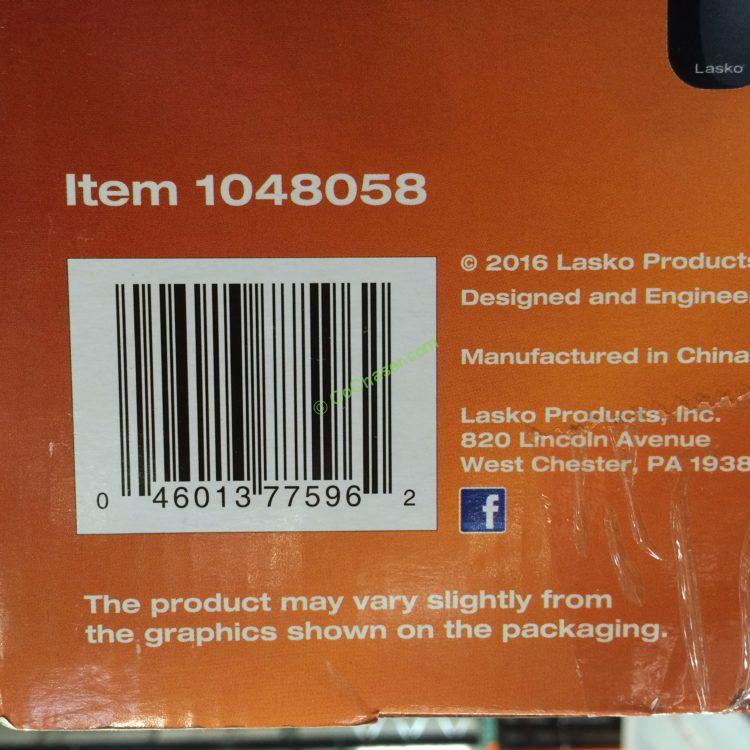 Lasko
Item 1048058
© 2016 Lasko Products
Designed and Enginee
Manufactured in China
Lasko Products, Inc.
820 Lincoln Avenue
West Chester, PA 1938
© CoChaser.com
0 46013 77596 2
f
The product may vary slightly from
the graphics shown on the packaging.